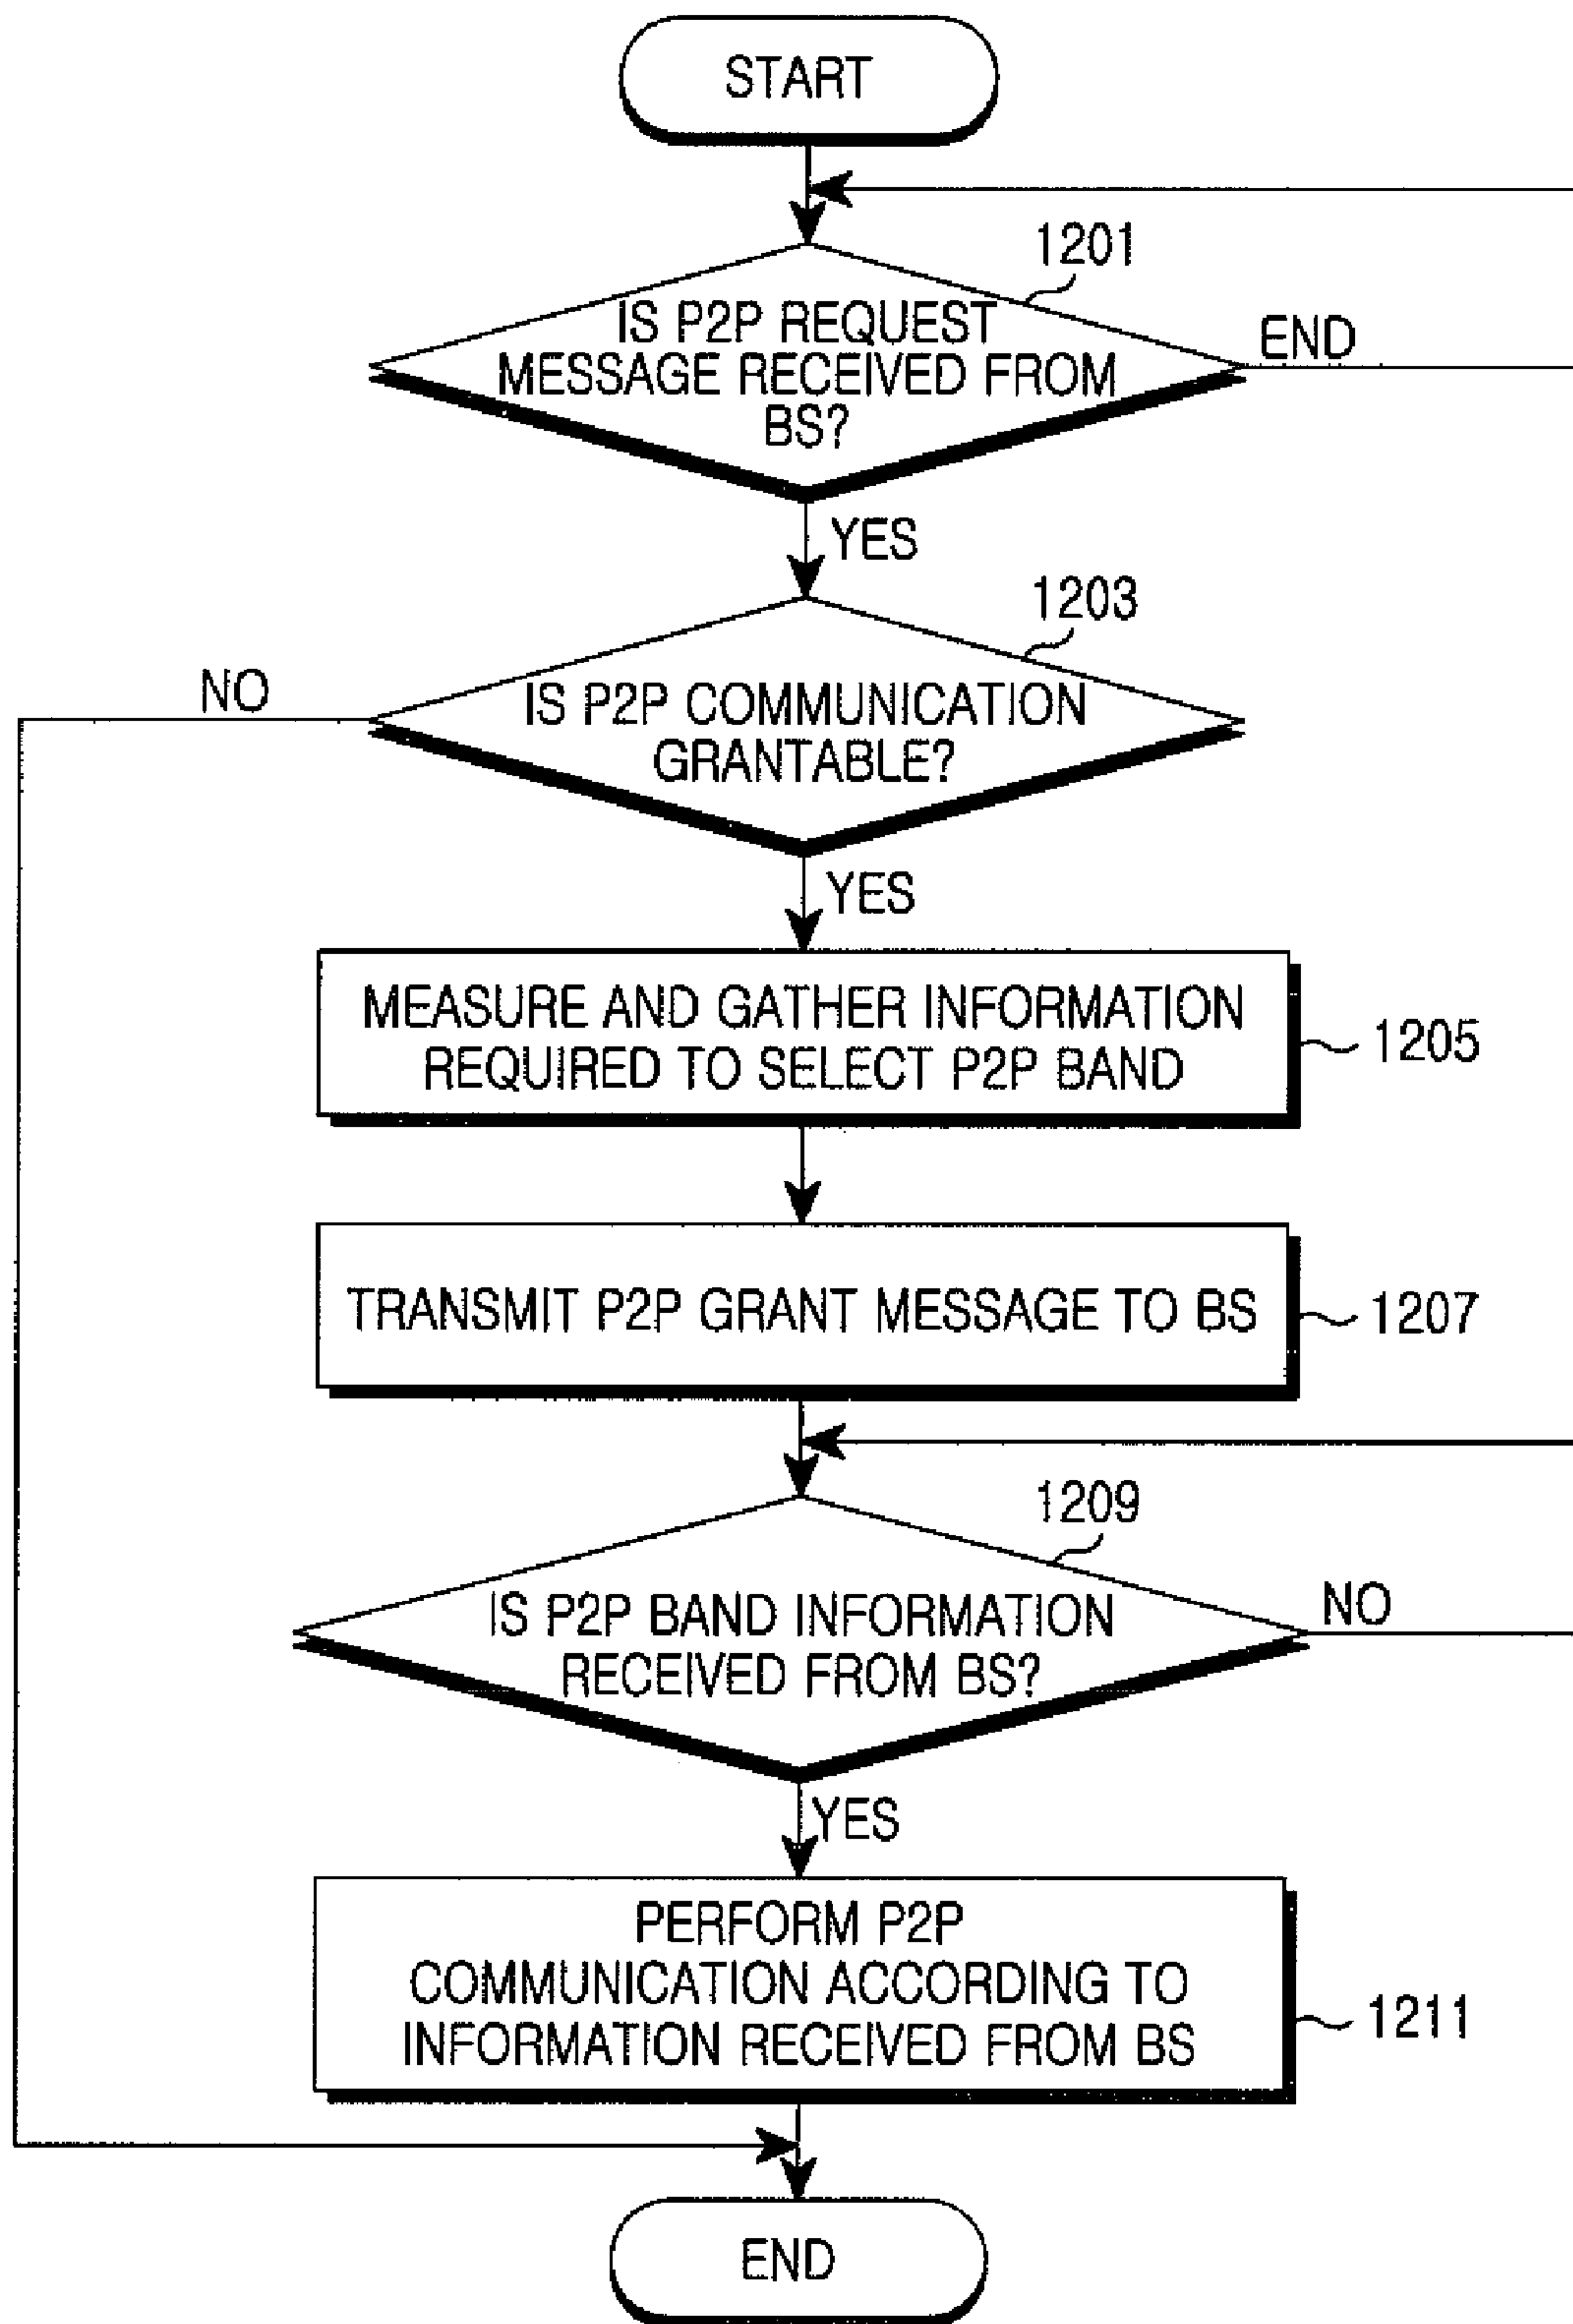 START
1201
IS P2P REQUEST
MESSAGE RECEIVED FROM
BS?
END
YES
1203
NO
IS P2P COMMUNICATION
GRANTABLE?
YES
MEASURE AND GATHER INFORMATION
REQUIRED TO SELECT P2P BAND
1205
TRANSMIT P2P GRANT MESSAGE TO BS
1207
1209
IS P2P BAND INFORMATION
RECEIVED FROM BS?
NO
YES
PERFORM P2P
COMMUNICATION ACCORDING TO
INFORMATION RECEIVED FROM BS
1211
END